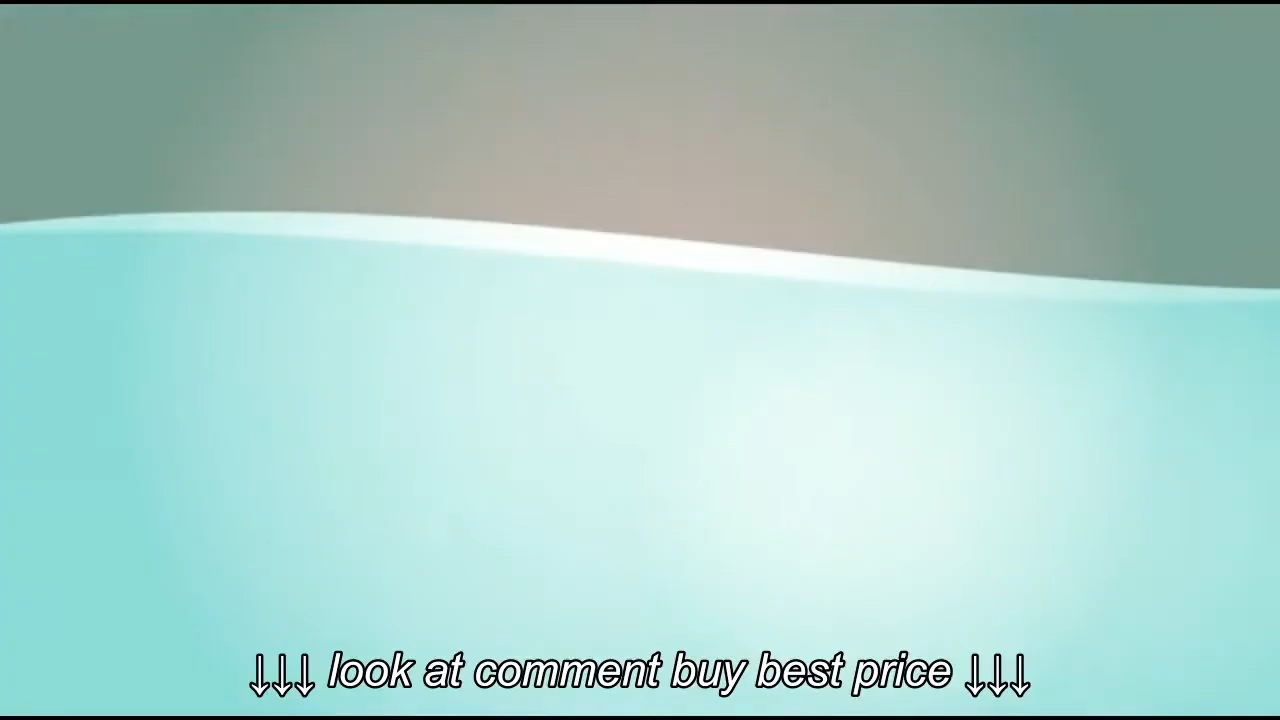 ↓↓↓ look at comment buy best price ↓↓↓